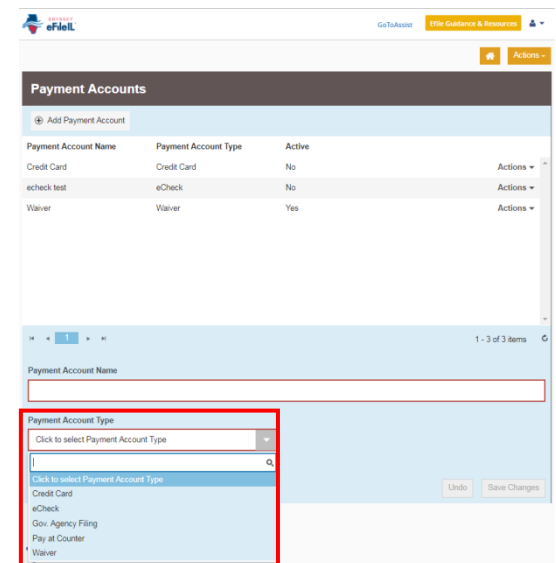 ODYSSEY
eFileIL
GoToAssist
Efile Guidance & Resources
Actions
Payment Accounts
Add Payment Account
Payment Account Name Payment Account Type Active
Credit Card Credit Card No Actions
echeck test eCheck No Actions
Waiver Waiver Yes Actions
1 1 - 3 of 3 items
Payment Account Name
Payment Account Type
Click to select Payment Account Type
Click to select Payment Account Type
Credit Card
Undo Save Changes
eCheck
Gov. Agency Filing
Pay at Counter
Waiver